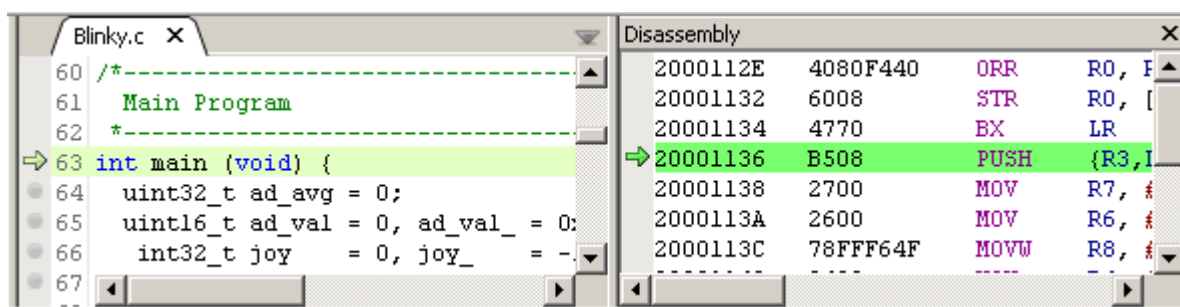 Blinky.c
60 /*----------------------------------
61 Main Program
62 *----------------------------------
63 int main (void) {
64 uint32_t ad_avg = 0;
65 uint16_t ad_val = 0, ad_val_ = 0
66 int32_t joy = 0, joy_ = -
67
Disassembly
2000112E 4080F440 ORR R0,
20001132 6008 STR R0, [
20001134 4770 BX LR
20001136 B508 PUSH {R3,
20001138 2700 MOV R7, #
2000113A 2600 MOV R6, #
2000113C 78FFF64F MOVW R8, #